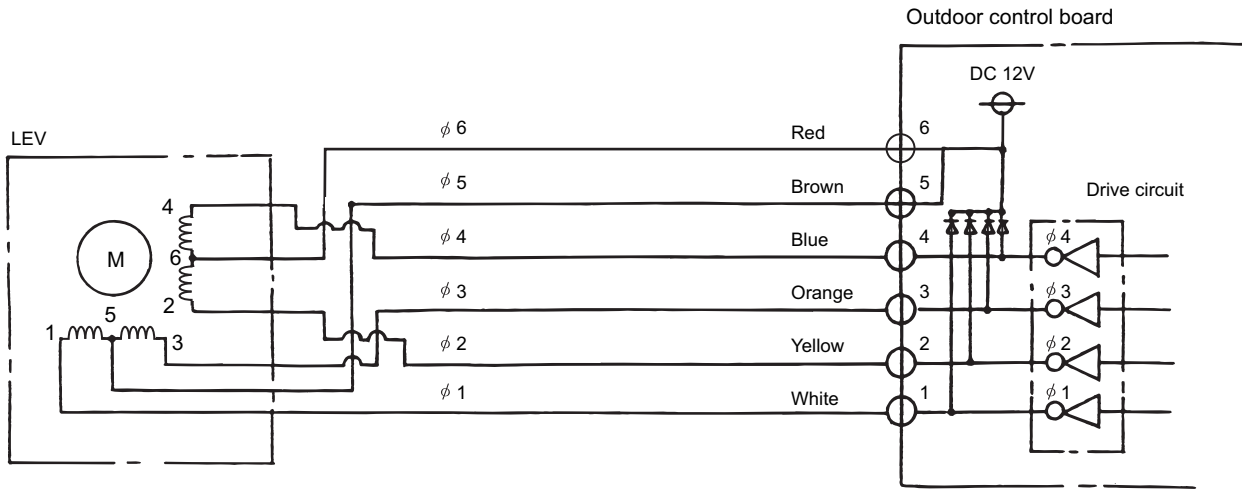 Outdoor control board
DC 12V
LEV
ϕ 6 Red 6
ϕ 5 Brown 5
Drive circuit
4
ϕ 4 Blue 4 ϕ 4
M
6
2
ϕ 3 Orange 3 ϕ 3
5
1 3
ϕ 2 Yellow 2 ϕ 2
ϕ 1 White 1 ϕ 1